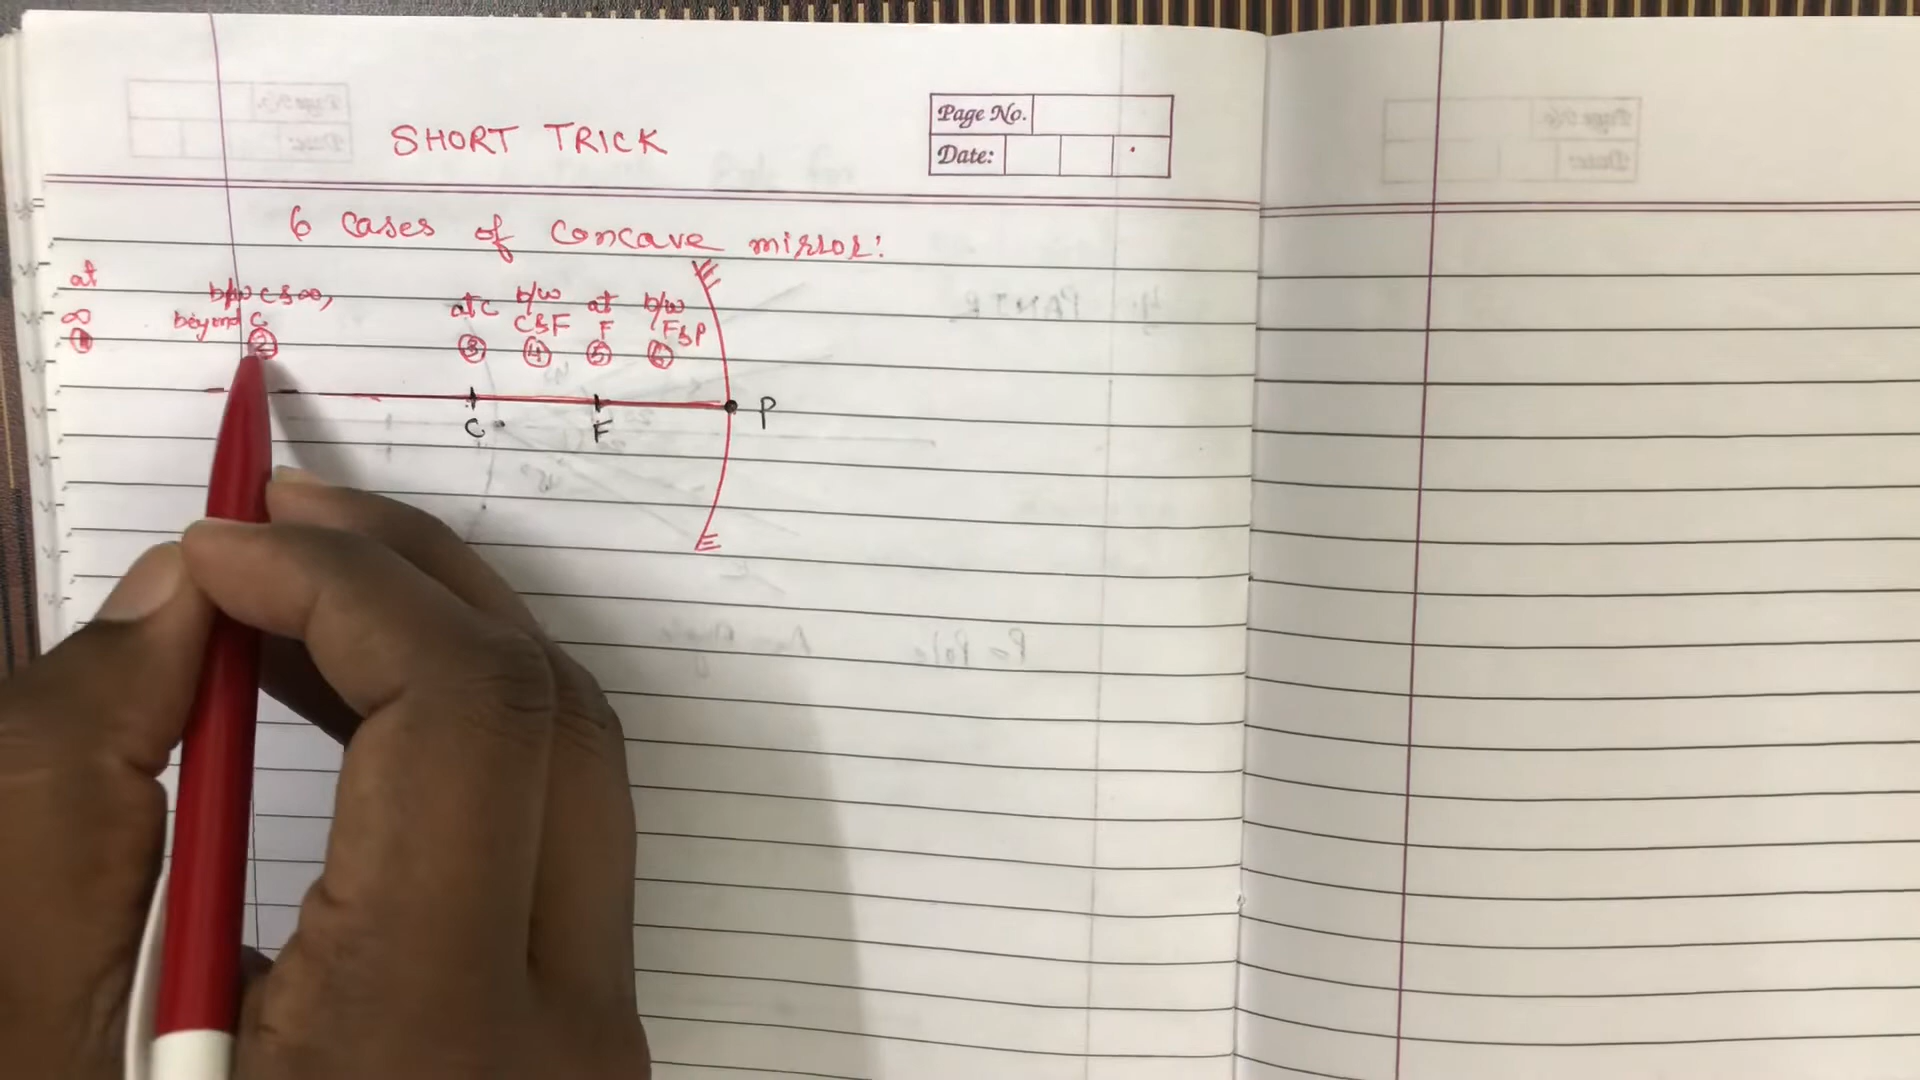 SHORT TRICK
Page No.
Date:
6 cases of concave mirror:
at
∞
①
b/w C & ∞,
beyond C
②
at C
③
b/w
C & F
④
at
F
⑤
b/w
F & P
⑥
C
F
P